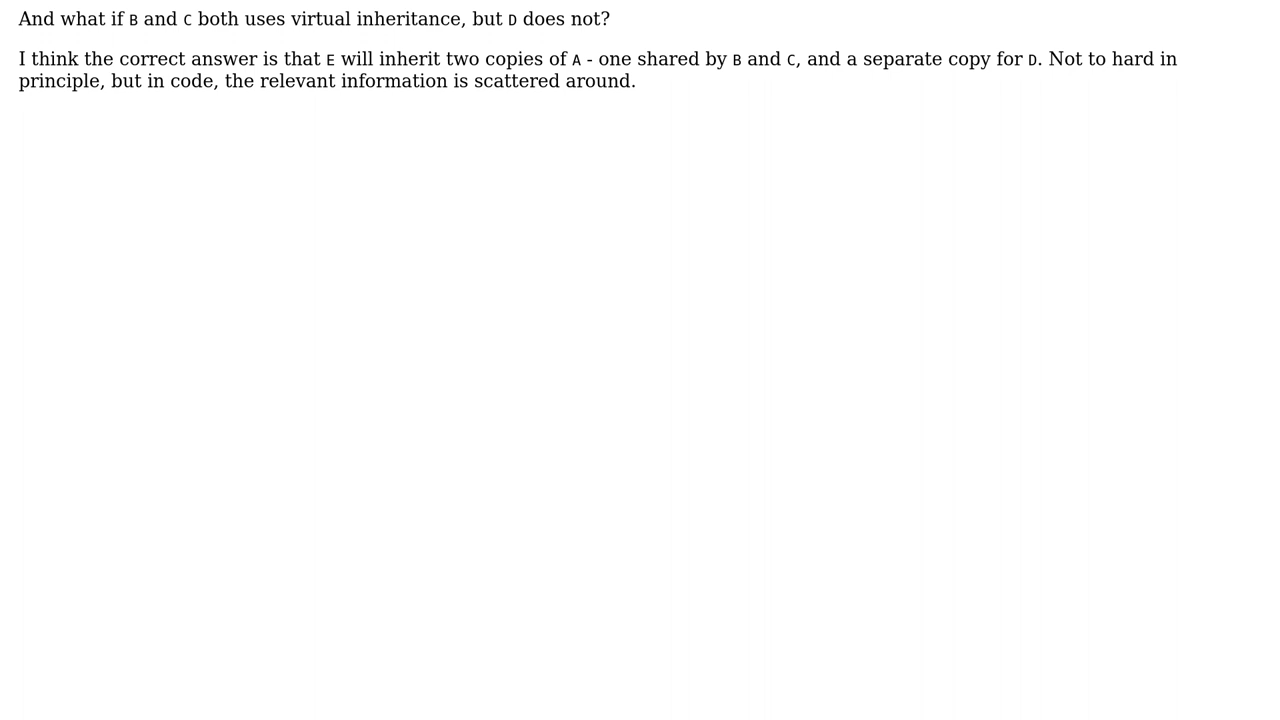 And what if B and C both uses virtual inheritance, but D does not?
I think the correct answer is that E will inherit two copies of A - one shared by B and C, and a separate copy for D. Not to hard in
principle, but in code, the relevant information is scattered around.